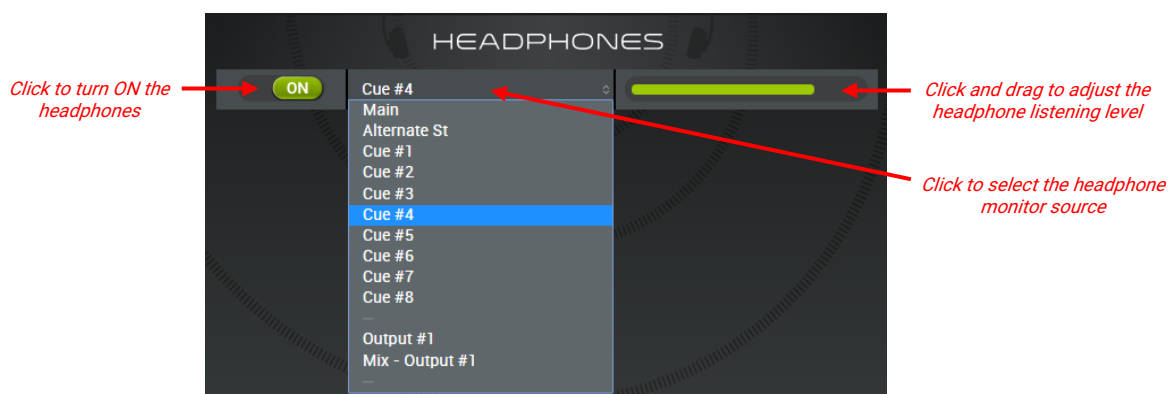 HEADPHONES
Click to turn ON the
headphones
ON
Cue #4
Click and drag to adjust the
headphone listening level
Main
Alternate St
Cue #1
Cue #2
Cue #3
Cue #4
Cue #5
Cue #6
Cue #7
Cue #8
—
Output #1
Mix - Output #1
—
Click to select the headphone
monitor source